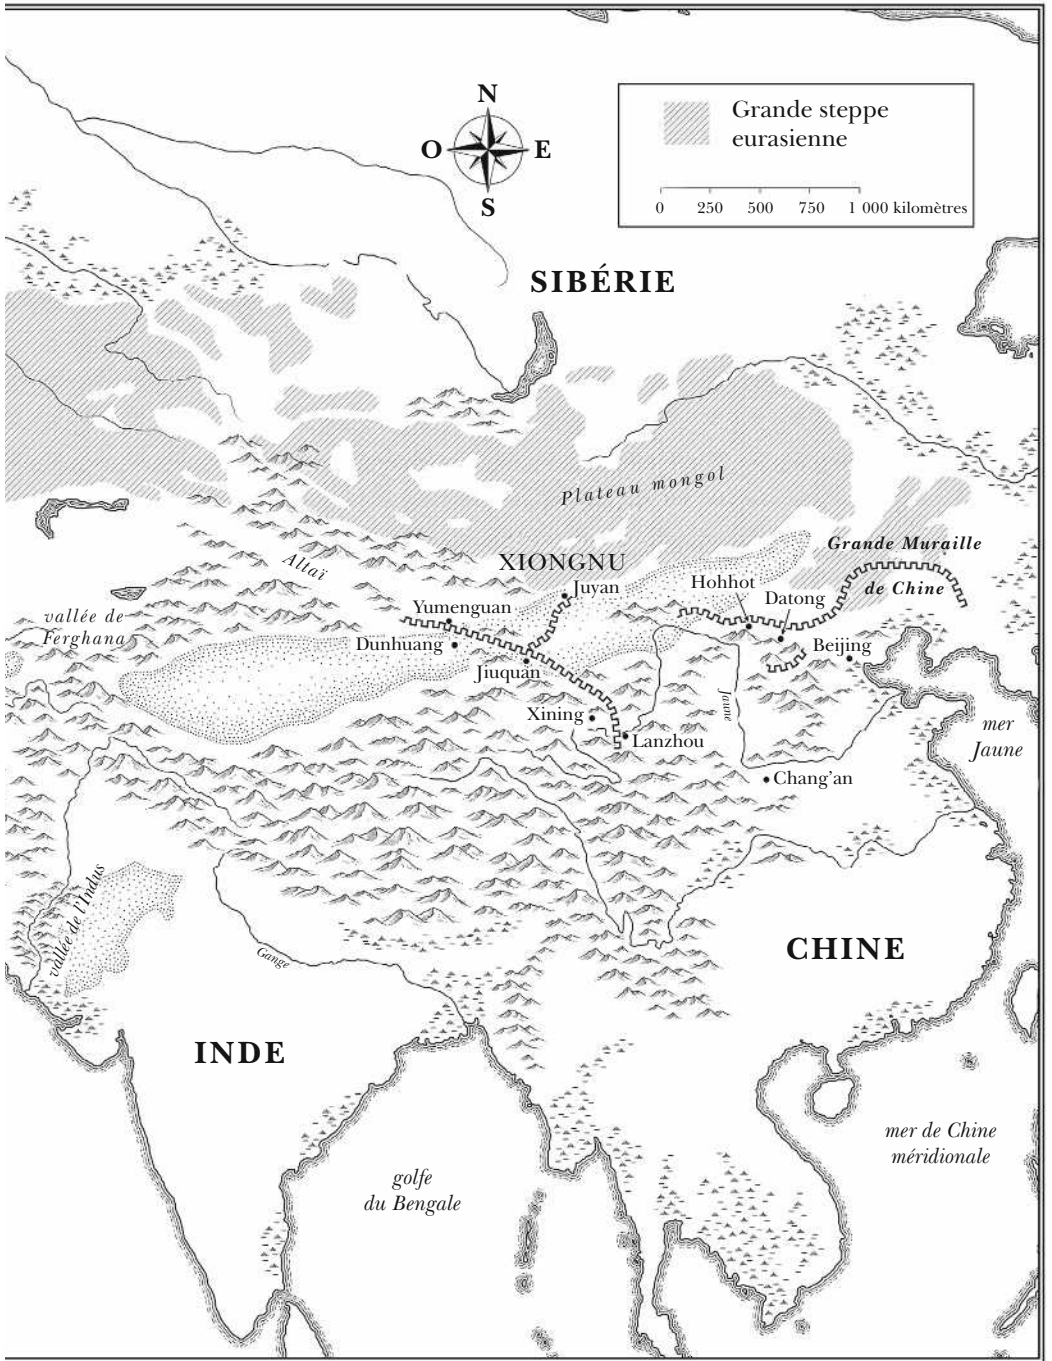 N
O
E
S
Grande steppe
eurasienne
0 250 500 750 1 000 kilomètres
SIBÉRIE
Plateau mongol
Grande Muraille
de Chine
XIONGNU
Altaï
Juyan
Hohhot
Datong
Yumenguan
vallée de
Ferghana
Dunhuang
Beijing
Jiuquan
Jaune
Xining
Lanzhou
mer
Jaune
Chang'an
vallée de l'Indus
Gange
CHINE
INDE
mer de Chine
méridionale
golfe
du Bengale